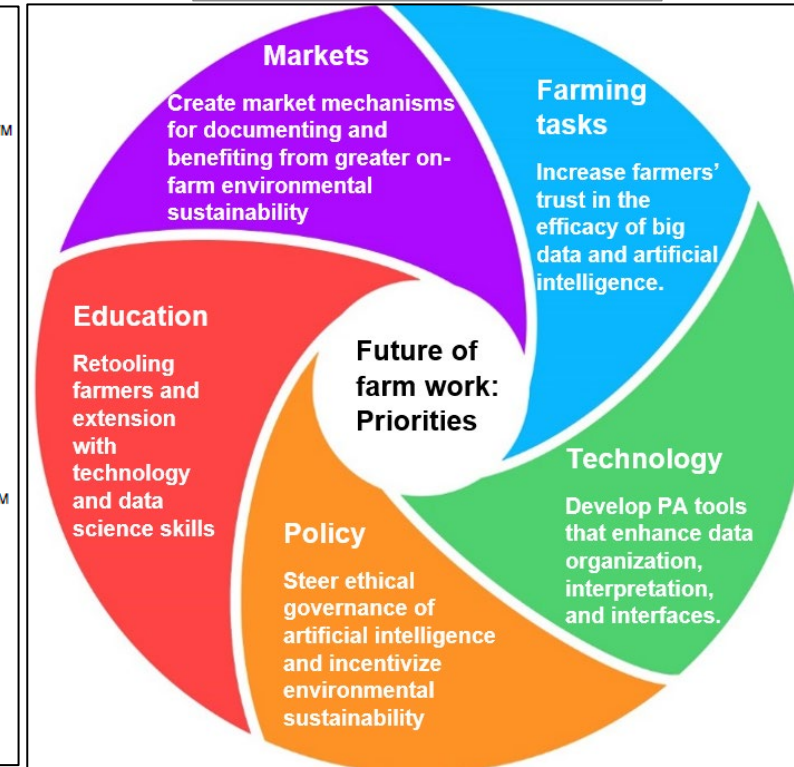 Markets
Create market mechanisms
for documenting and
benefiting from greater on-
farm environmental
sustainability
Farming
tasks
Increase farmers'
trust in the
efficacy of big
data and artificial
intelligence.
Technology
Develop PA tools
that enhance data
organization,
interpretation,
and interfaces.
Policy
Steer ethical
governance of
artificial intelligence
and incentivize
environmental
sustainability
Education
Retooling
farmers and
extension
with
technology
and data
science skills
Future of
farm work:
Priorities